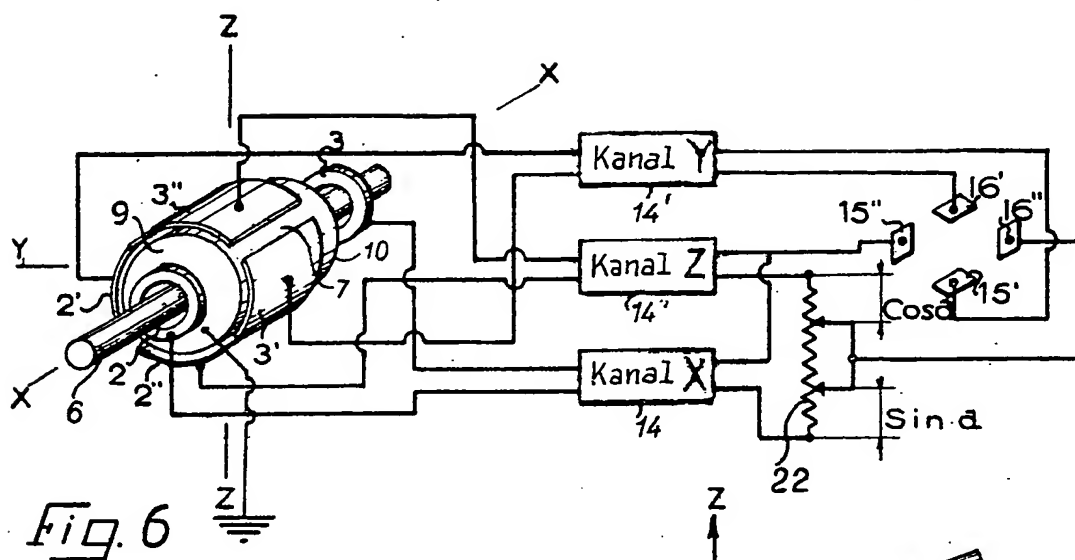 Z
X
3
3''
9
Y
2'
10
7
3'
2
2''
X
6
Z
Kanal Y
14'
Kanal Z
14''
Kanal X
14
16'
15''
16''
15'
Cosα
Sin α
22
Fig. 6
Z